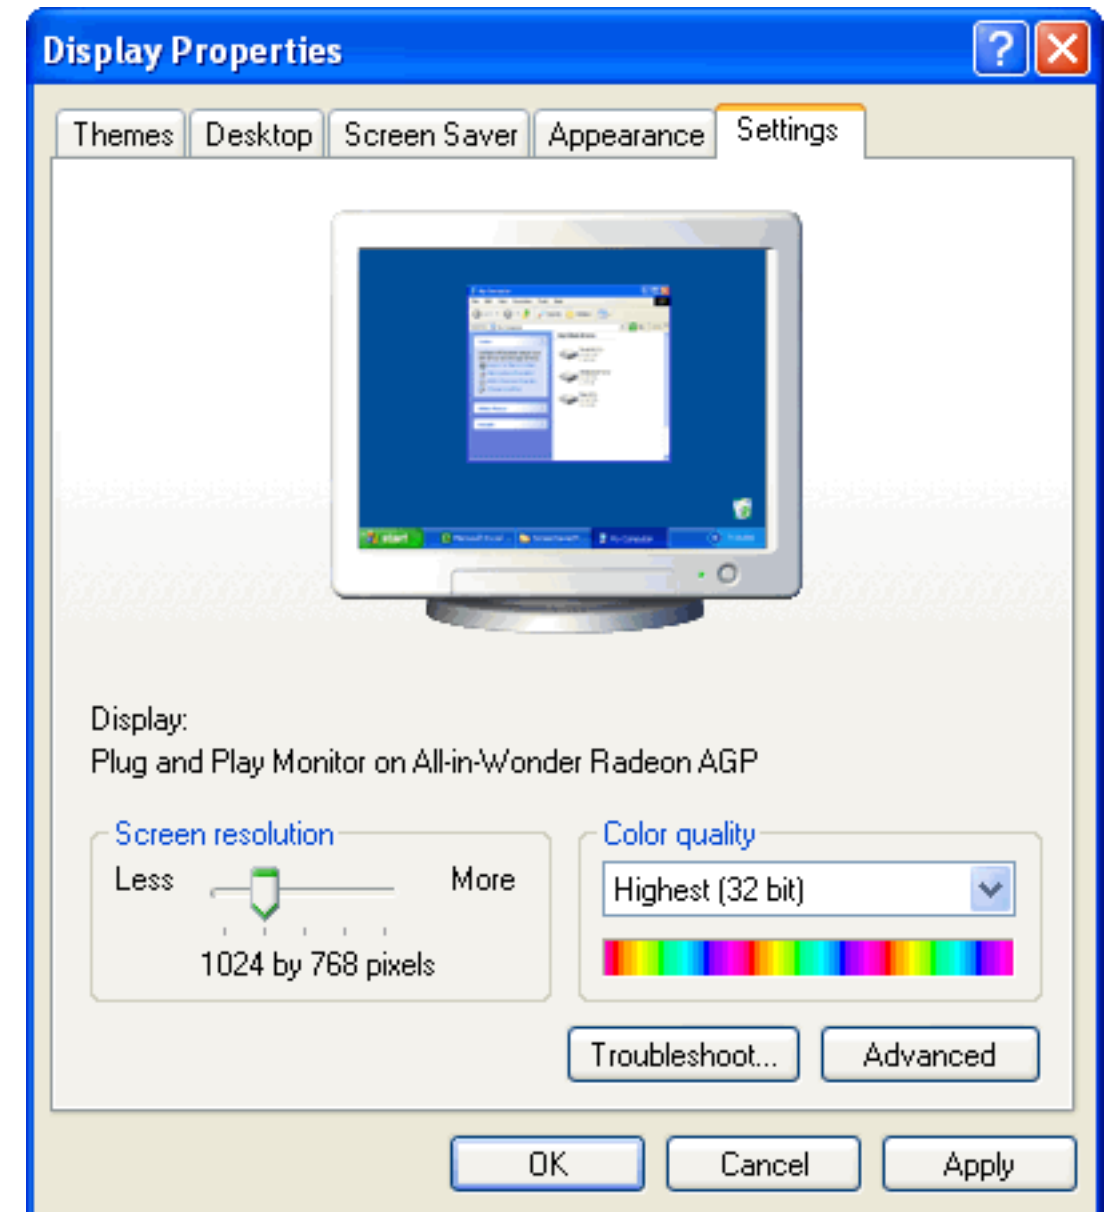 Display Properties
Themes Desktop Screen Saver Appearance Settings
start
Display:
Plug and Play Monitor on All-in-Wonder Radeon AGP
Screen resolution
Less More
1024 by 768 pixels
Color quality
Highest (32 bit)
Troubleshoot... Advanced
OK Cancel Apply